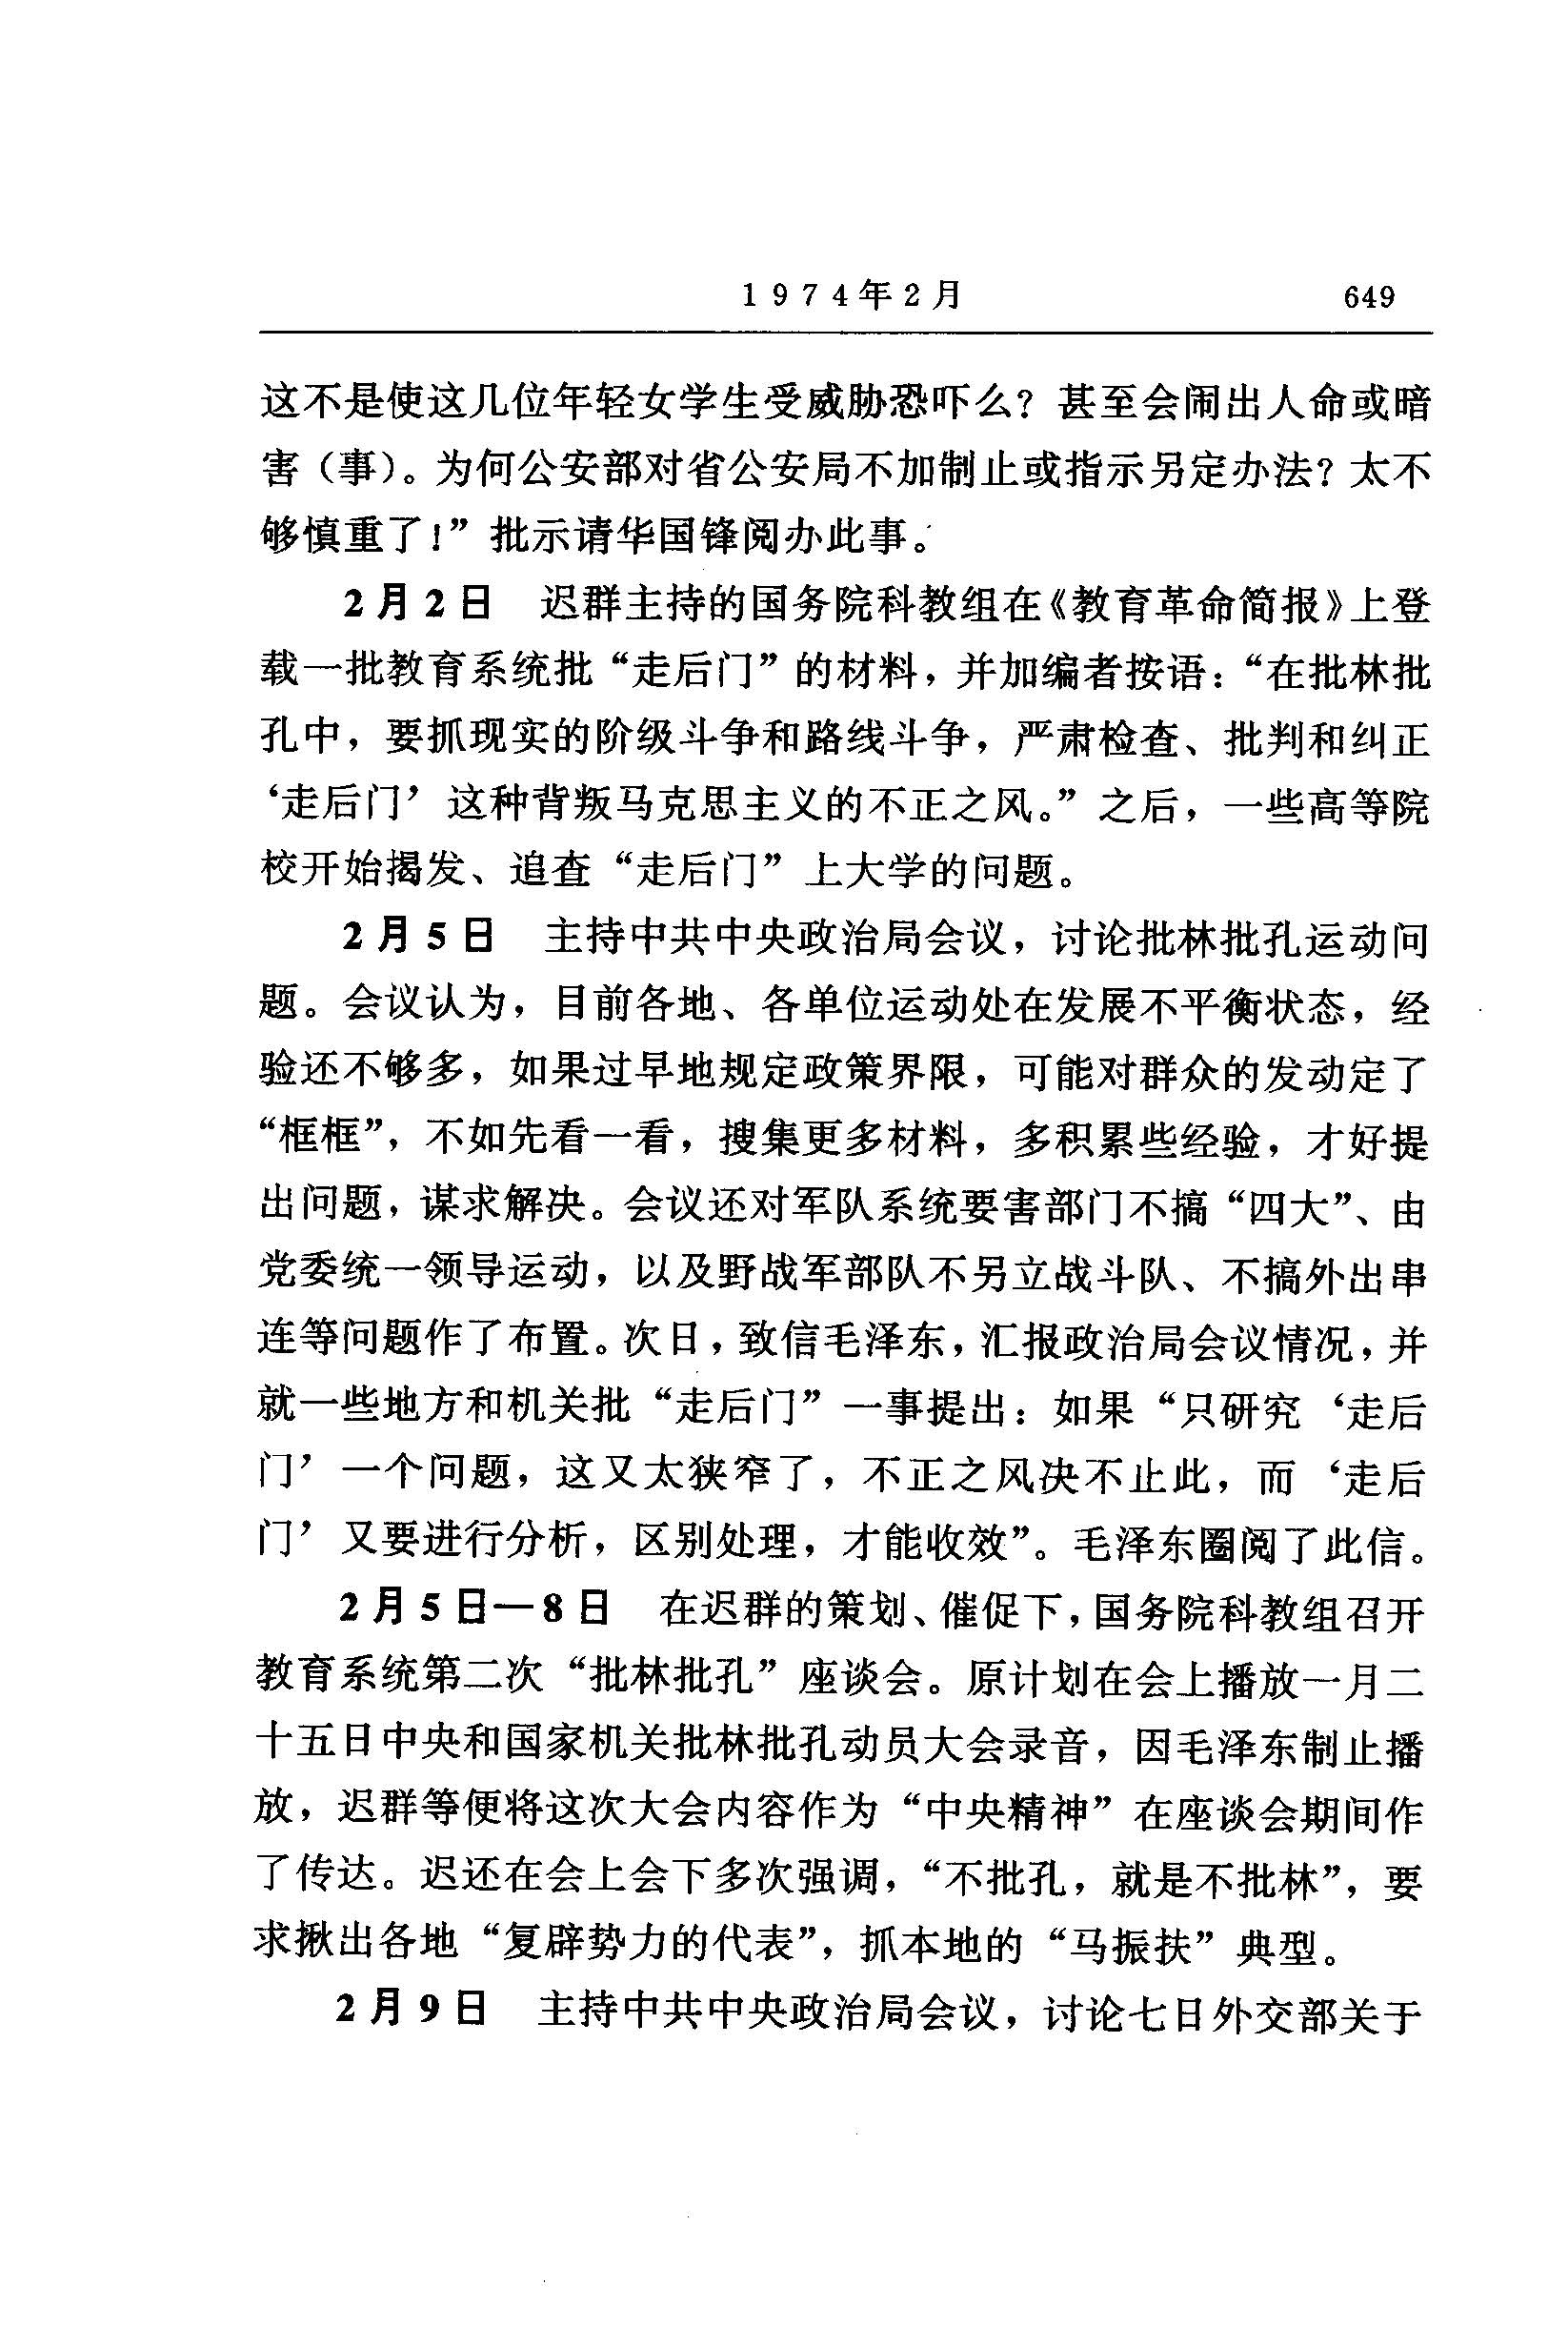 1974年2月 649
这不是使这几位年轻女学生受威胁恐吓么？甚至会闹出人命或暗
害（事）。为何公安部对省公安局不加制止或指示另定办法？太不
够慎重了！”批示请华国锋阅办此事。
2月2日 迟群主持的国务院科教组在《教育革命简报》上登
载一批教育系统批“走后门”的材料，并加编者按语：“在批林批
孔中，要抓现实的阶级斗争和路线斗争，严肃检查、批判和纠正
‘走后门’这种背叛马克思主义的不正之风。”之后，一些高等院
校开始揭发、追查“走后门”上大学的问题。
2月5日 主持中共中央政治局会议，讨论批林批孔运动问
题。会议认为，目前各地、各单位运动处在发展不平衡状态，经
验还不够多，如果过早地规定政策界限，可能对群众的发动定了
“框框”，不如先看一看，搜集更多材料，多积累些经验，才好提
出问题，谋求解决。会议还对军队系统要害部门不搞“四大”、由
党委统一领导运动，以及野战军部队不另立战斗队、不搞外出串
连等问题作了布置。次日，致信毛泽东，汇报政治局会议情况，并
就一些地方和机关批“走后门”一事提出：如果“只研究‘走后
门’一个问题，这又太狭窄了，不正之风决不止此，而‘走后
门’又要进行分析，区别处理，才能收效”。毛泽东圈阅了此信。
2月5日—8日 在迟群的策划、催促下，国务院科教组召开
教育系统第二次“批林批孔”座谈会。原计划在会上播放一月二
十五日中央和国家机关批林批孔动员大会录音，因毛泽东制止播
放，迟群等便将这次大会内容作为“中央精神”在座谈会期间作
了传达。迟还在会上会下多次强调，“不批孔，就是不批林”，要
求揪出各地“复辟势力的代表”，抓本地的“马振扶”典型。
2月9日 主持中共中央政治局会议，讨论七日外交部关于